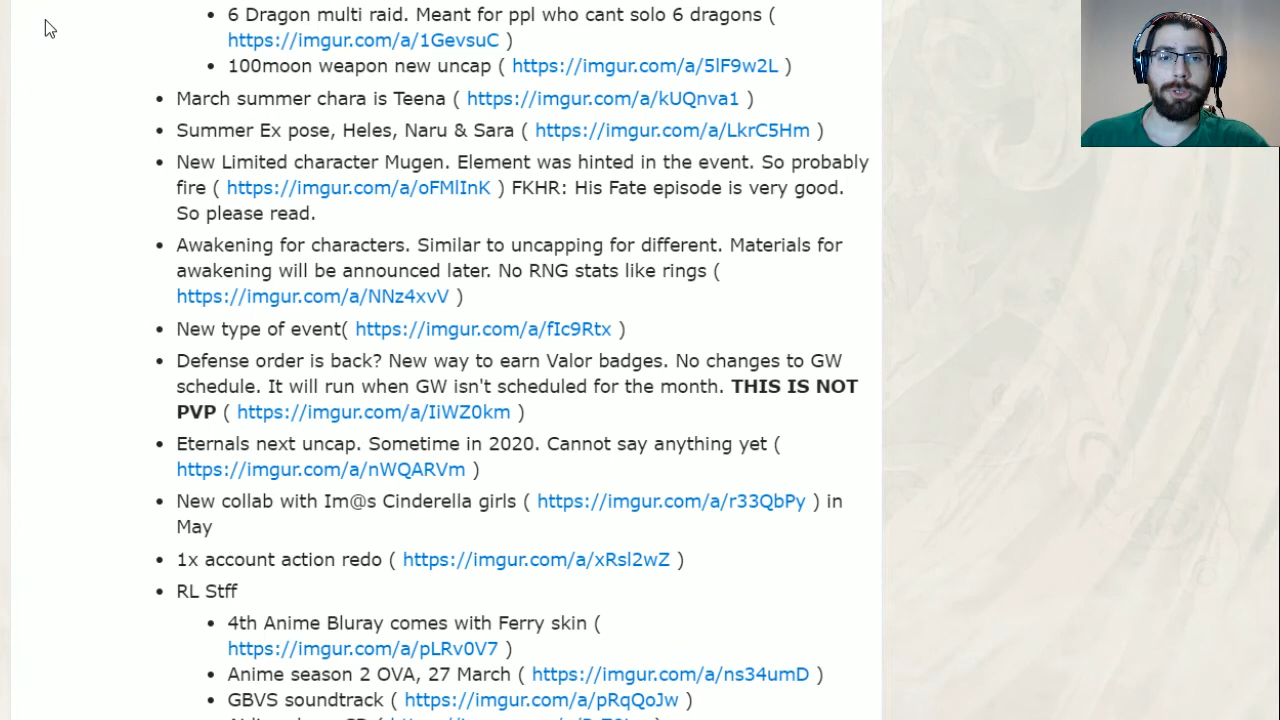 6 Dragon multi raid. Meant for ppl who cant solo 6 dragons (
https://imgur.com/a/1GevsuC )
100moon weapon new uncap ( https://imgur.com/a/5lF9w2L )
March summer chara is Teena ( https://imgur.com/a/kUQnva1 )
Summer Ex pose, Heles, Naru & Sara ( https://imgur.com/a/LkrC5Hm )
New Limited character Mugen. Element was hinted in the event. So probably
fire ( https://imgur.com/a/oFMlInK ) FKHR: His Fate episode is very good.
So please read.
Awakening for characters. Similar to uncapping for different. Materials for
awakening will be announced later. No RNG stats like rings (
https://imgur.com/a/NNz4xvV )
New type of event( https://imgur.com/a/fIc9Rtx )
Defense order is back? New way to earn Valor badges. No changes to GW
schedule. It will run when GW isn't scheduled for the month. THIS IS NOT
PVP ( https://imgur.com/a/IiWZ0km )
Eternals next uncap. Sometime in 2020. Cannot say anything yet (
https://imgur.com/a/nWQARVm )
New collab with Im@s Cinderella girls ( https://imgur.com/a/r33QbPy ) in
May
1x account action redo ( https://imgur.com/a/xRsl2wZ )
RL Stff
4th Anime Bluray comes with Ferry skin (
https://imgur.com/a/pLRv0V7 )
Anime season 2 OVA, 27 March ( https://imgur.com/a/ns34umD )
GBVS soundtrack ( https://imgur.com/a/pRqQoJw )